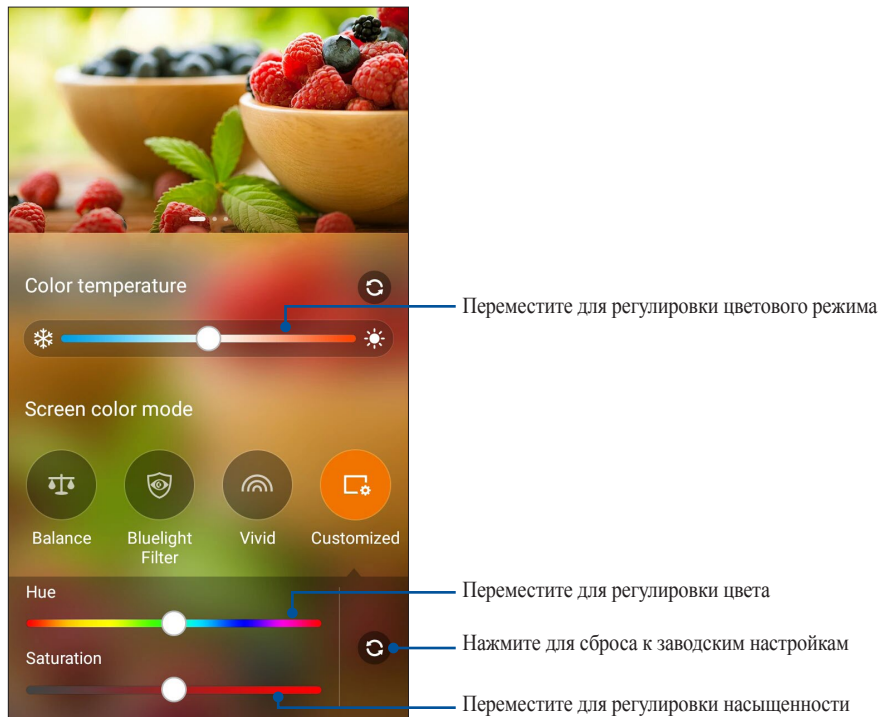 Color temperature
Переместите для регулировки цветового режима
Screen color mode
Balance
Bluelight
Filter
Vivid
Customized
Hue
Переместите для регулировки цвета
Нажмите для сброса к заводским настройкам
Saturation
Переместите для регулировки насыщенности